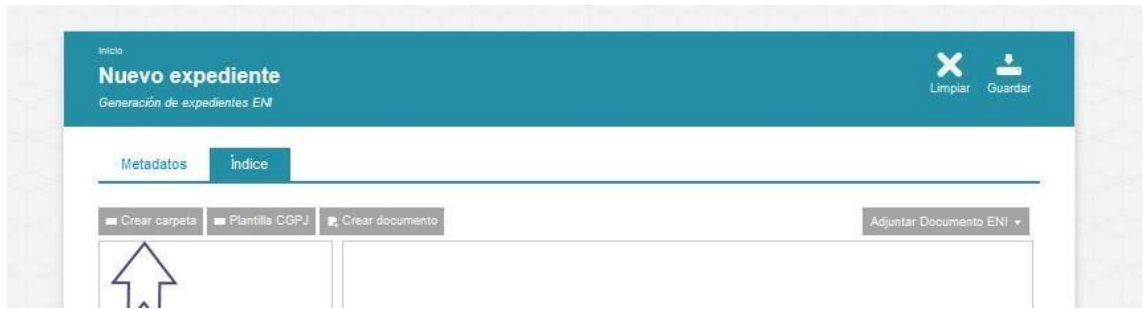 Inicio
Nuevo expediente
Generación de expedientes ENI
Limpiar
Guardar
Metadatos
Índice
Crear carpeta
Plantilla CGPJ
Crear documento
Adjuntar Documento ENI